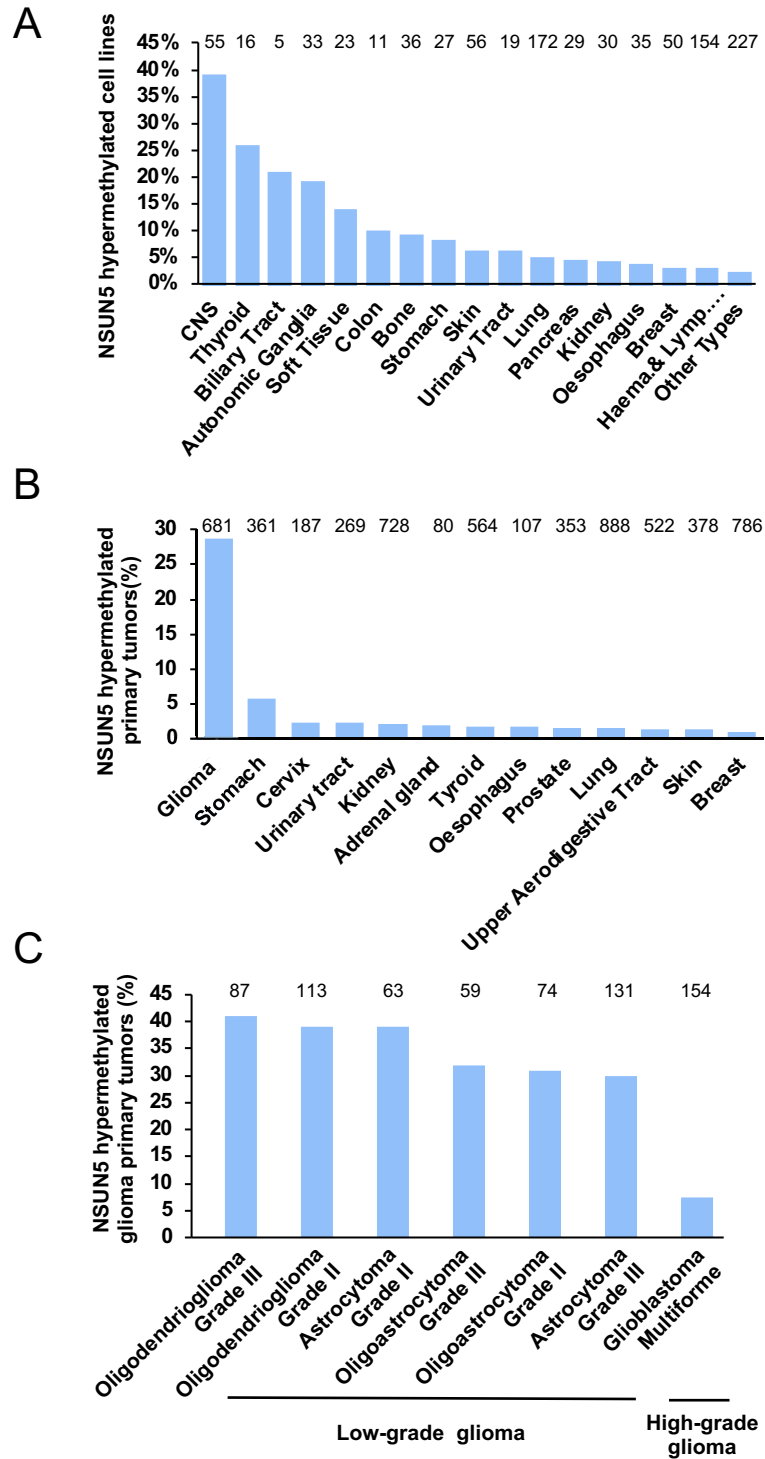 A
NSUN5 hypermethylated cell lines
55 16 5 33 23 11 36 27 56 19 172 29 30 35 50 154 227
45%
40%
35%
30%
25%
20%
15%
10%
5%
0%
CNS
Thyroid
Biliary Tract
Autonomic Ganglia
Soft Tissue
Colon
Bone
Stomach
Skin
Urinary Tract
Lung
Pancreas
Kidney
Oesophagus
Breast
Haema.& Lymp....
Other Types
B
NSUN5 hypermethylated
primary tumors(%)
681 361 187 269 728 80 564 107 353 888 522 378 786
30
25
20
15
10
5
0
Glioma
Stomach
Cervix
Urinary tract
Kidney
Adrenal gland
Tyroid
Oesophagus
Prostate
Lung
Upper Aerodigestive Tract
Skin
Breast
C
NSUN5 hypermethylated
glioma primary tumors (%)
87 113 63 59 74 131 154
45
40
35
30
25
20
15
10
5
0
Oligodendrioglioma
Grade III
Oligodendrioglioma
Grade II
Astrocytoma
Grade II
Oligoastrocytoma
Grade III
Oligoastrocytoma
Grade II
Astrocytoma
Grade III
Glioblastoma
Multiforme
Low-grade glioma
High-grade
glioma